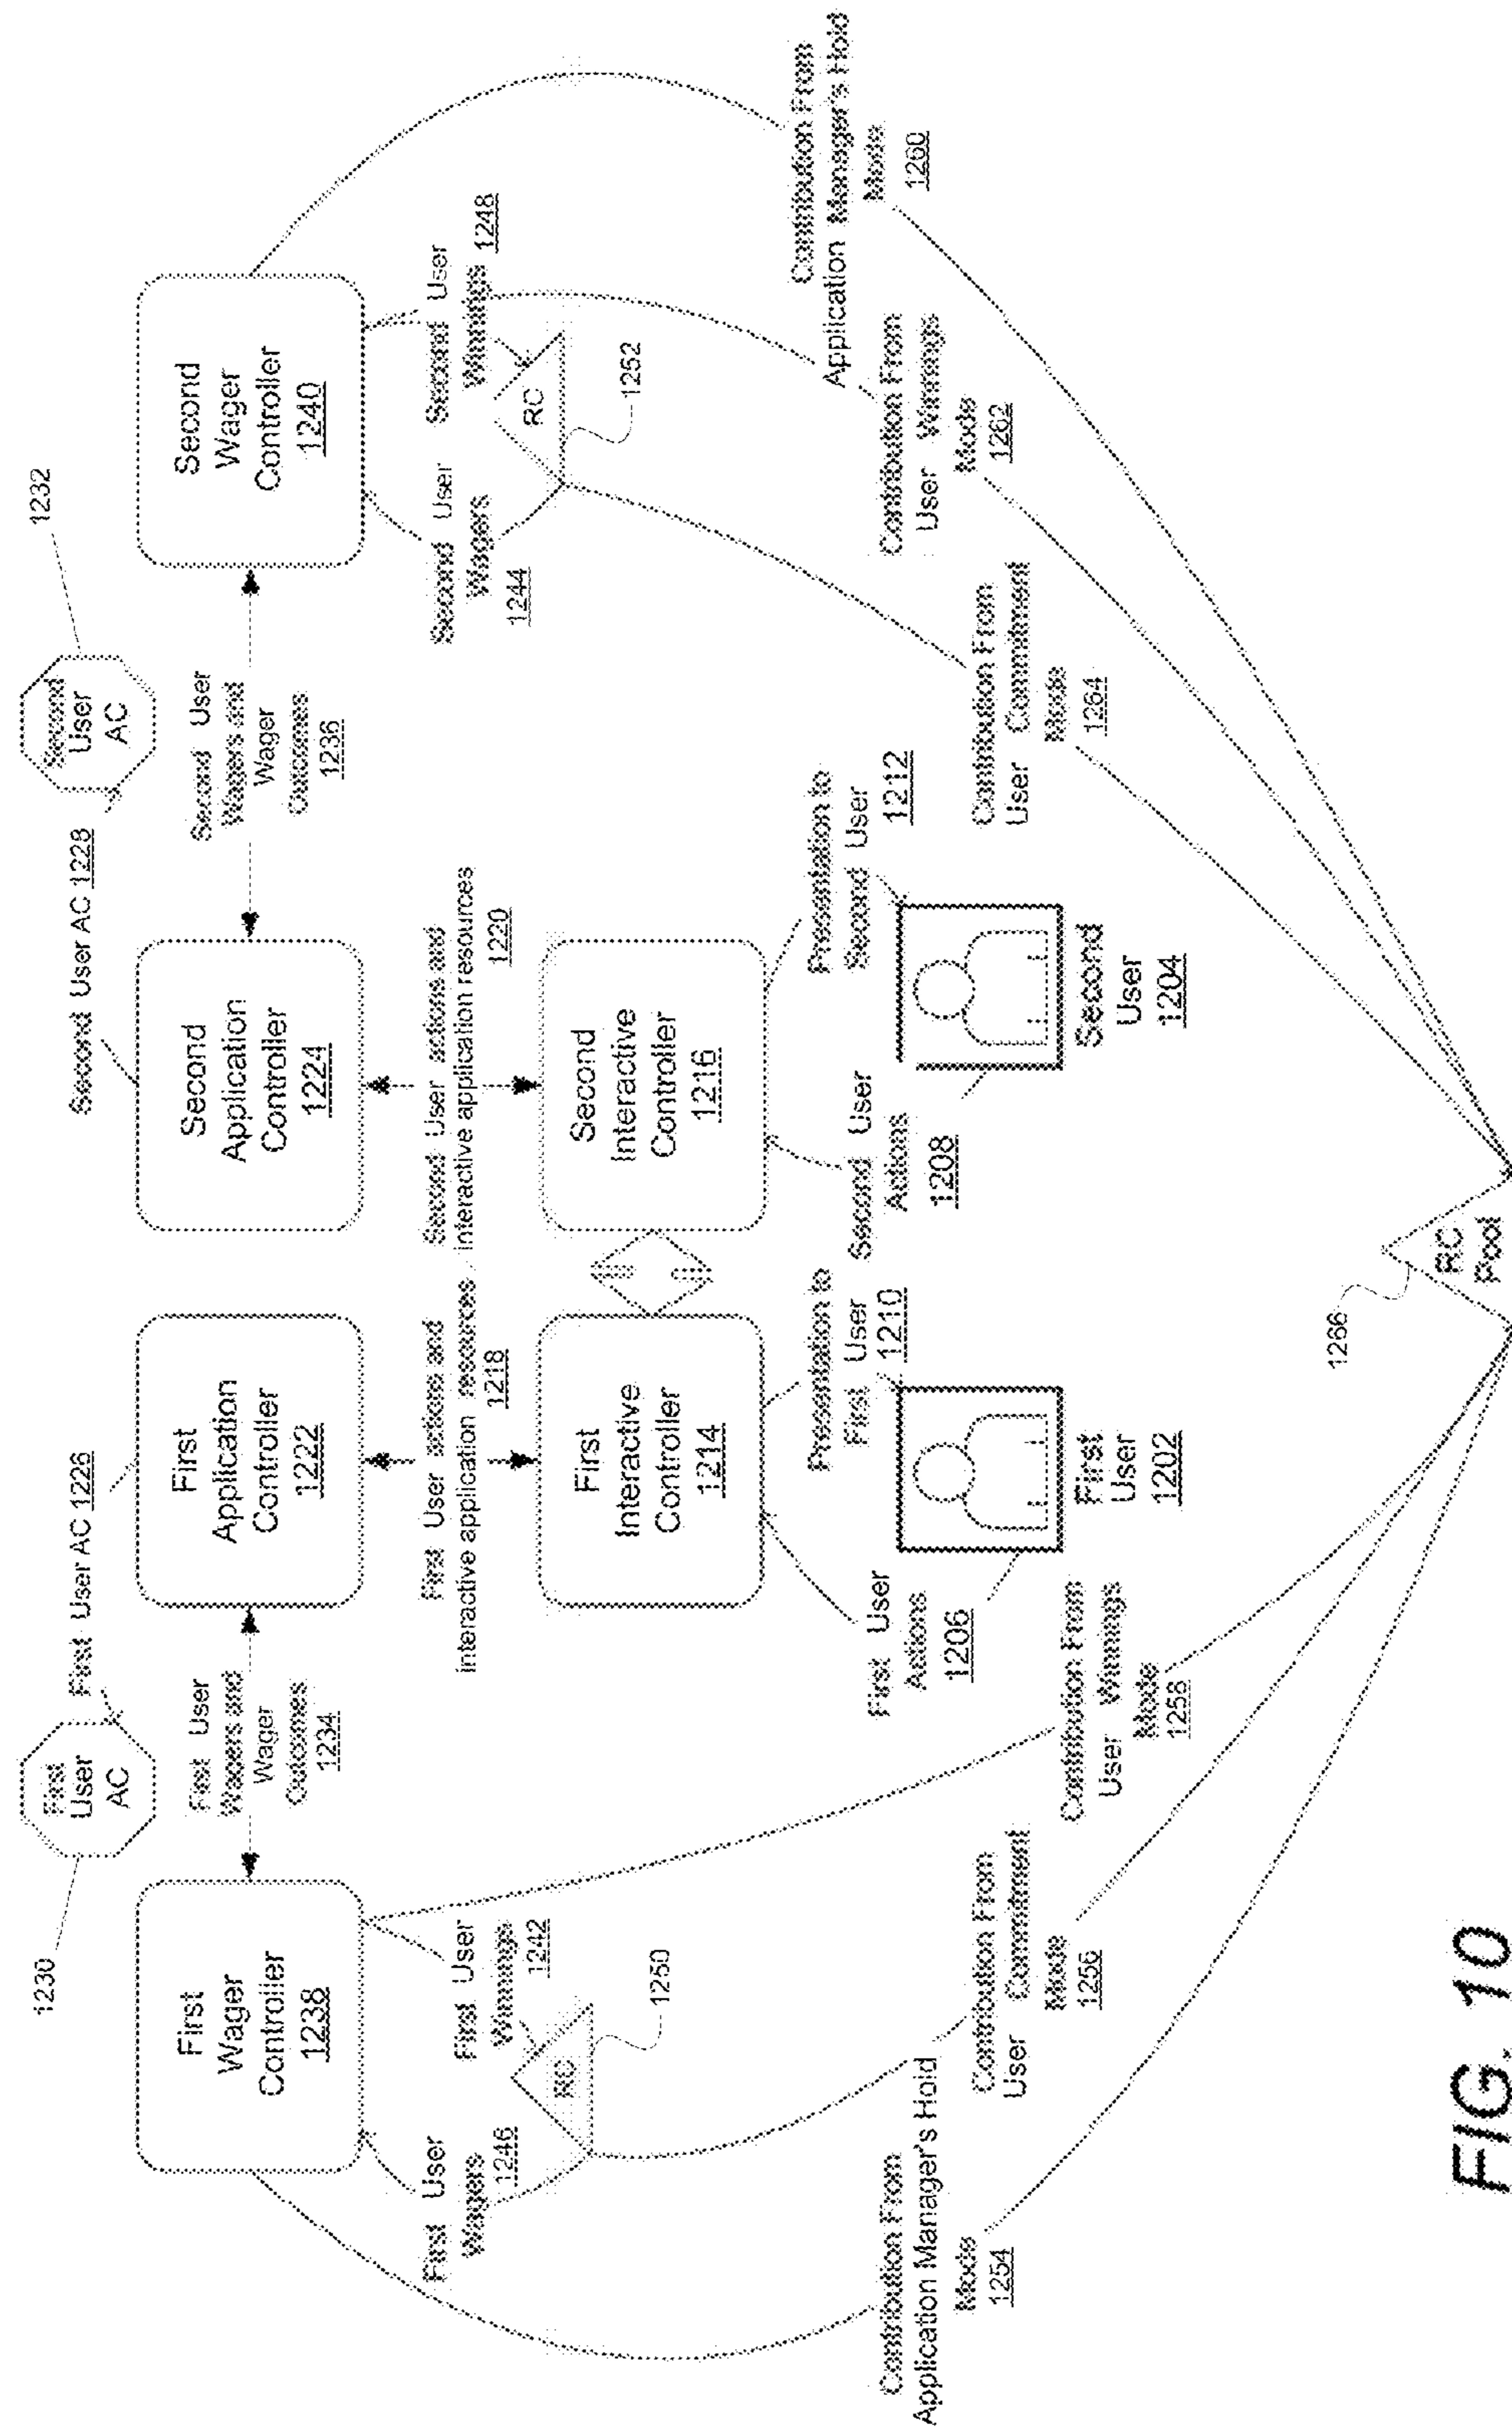 1230
First
User
AC
First User AC 1226
Second User AC 1228
Second
User
AC
1232
First
Wager
Controller
1238
First User
Wagers and
Wager
Outcomes
1234
First
Application
Controller
1222
Second
Application
Controller
1224
Second User
Wagers and
Wager
Outcomes
1236
Second
Wager
Controller
1240
First User
Wagers
1246
First User
Winnings
1242
RC
1250
First User actions and
interactive application resources
1218
Second User actions and
interactive application resources
1220
Second User
Wagers
1244
Second User
Winnings 1248
RC
1252
First
Interactive
Controller
1214
Second
Interactive
Controller
1216
First User
Actions
1206
Presentation to
First User
1210
Second User
Actions
1208
Presentation to
Second User
1212
First
User
1202
Second
User
1204
Contribution From
Application Manager's Hold
Mode
1254
Contribution From
User Commitment
Mode
1256
Contribution From
User Winnings
Mode
1258
Contribution From
User Commitment
Mode
1264
Contribution From
User Winnings
Mode
1262
Contribution From
Application Manager's Hold
Mode
1260
1266
RC
Pool
FIG. 10